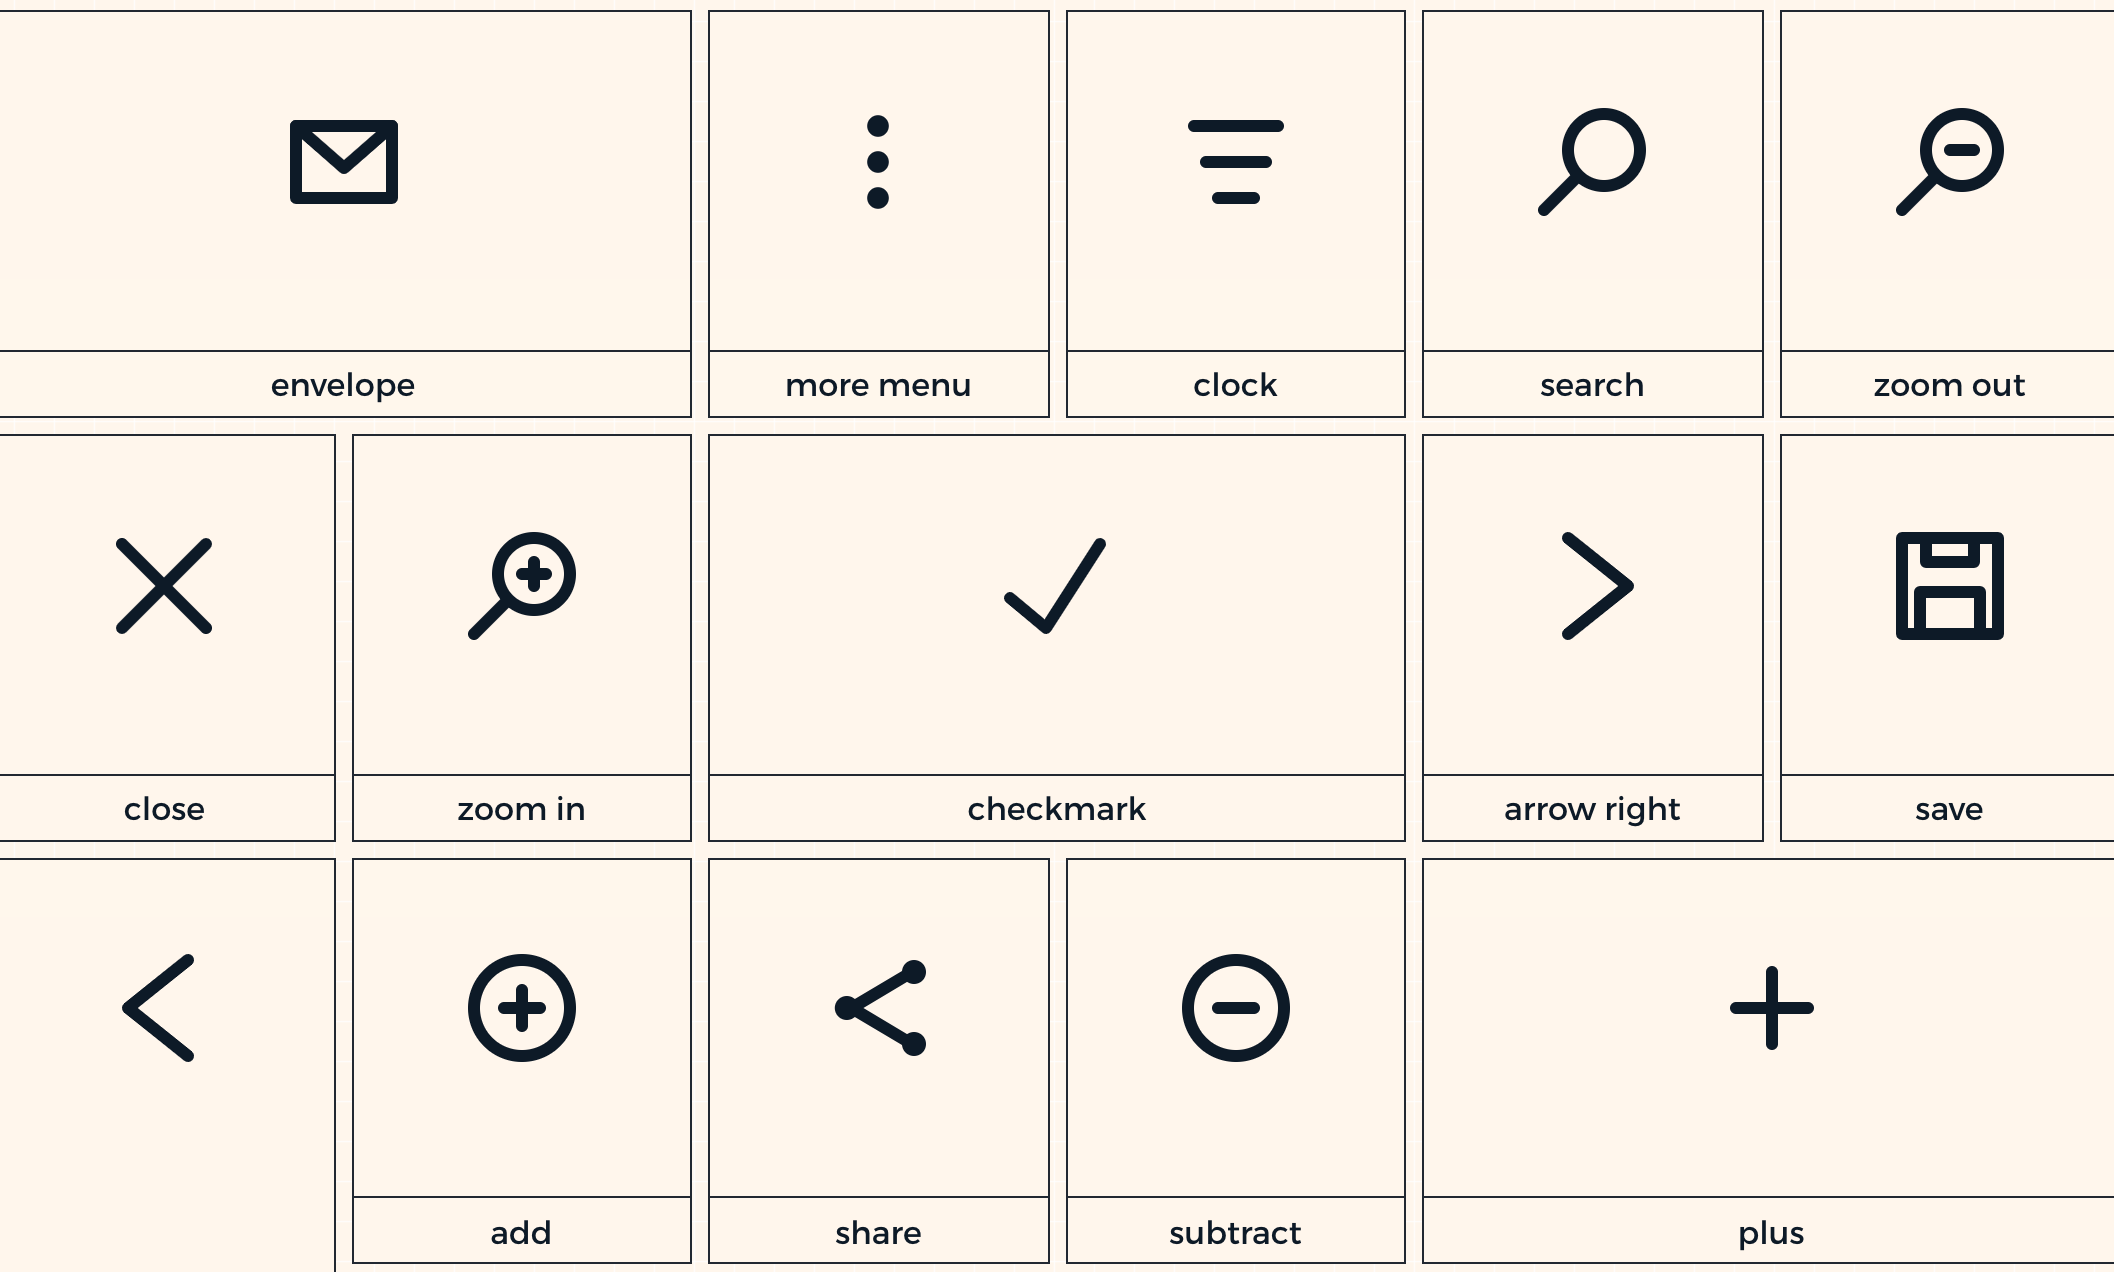 envelope
more menu
clock
search
zoom out
close
zoom in
checkmark
arrow right
save
add
share
subtract
plus